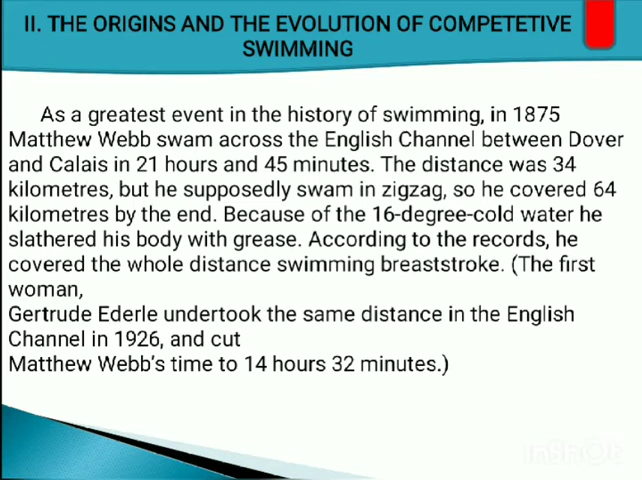 II. THE ORIGINS AND THE EVOLUTION OF COMPETETIVE
SWIMMING
As a greatest event in the history of swimming, in 1875
Matthew Webb swam across the English Channel between Dover
and Calais in 21 hours and 45 minutes. The distance was 34
kilometres, but he supposedly swam in zigzag, so he covered 64
kilometres by the end. Because of the 16-degree-cold water he
slathered his body with grease. According to the records, he
covered the whole distance swimming breaststroke. (The first
woman,
Gertrude Ederle undertook the same distance in the English
Channel in 1926, and cut
Matthew Webb's time to 14 hours 32 minutes.)